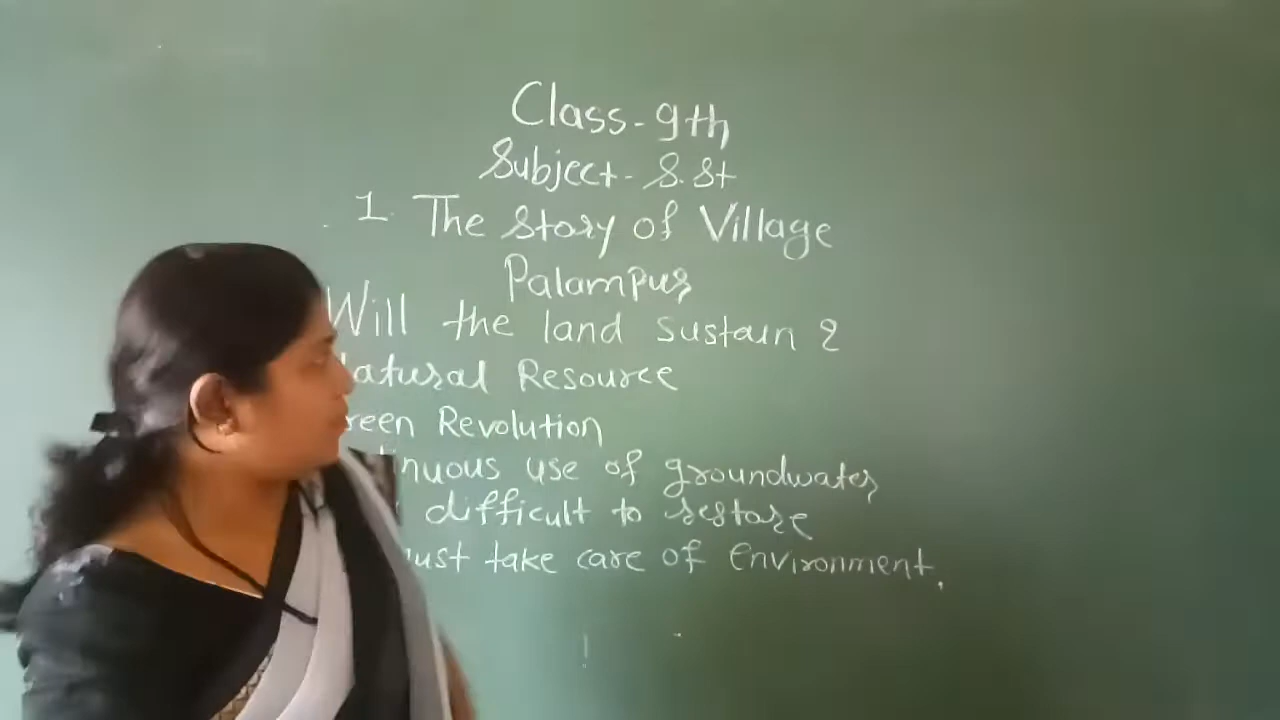 Class-9th
Subject- S.St
1. The Story of Village
Palampur
Will the land sustain ?
Natural Resource
reen Revolution
nuous use of groundwater
difficult to restore
ust take care of Environment.